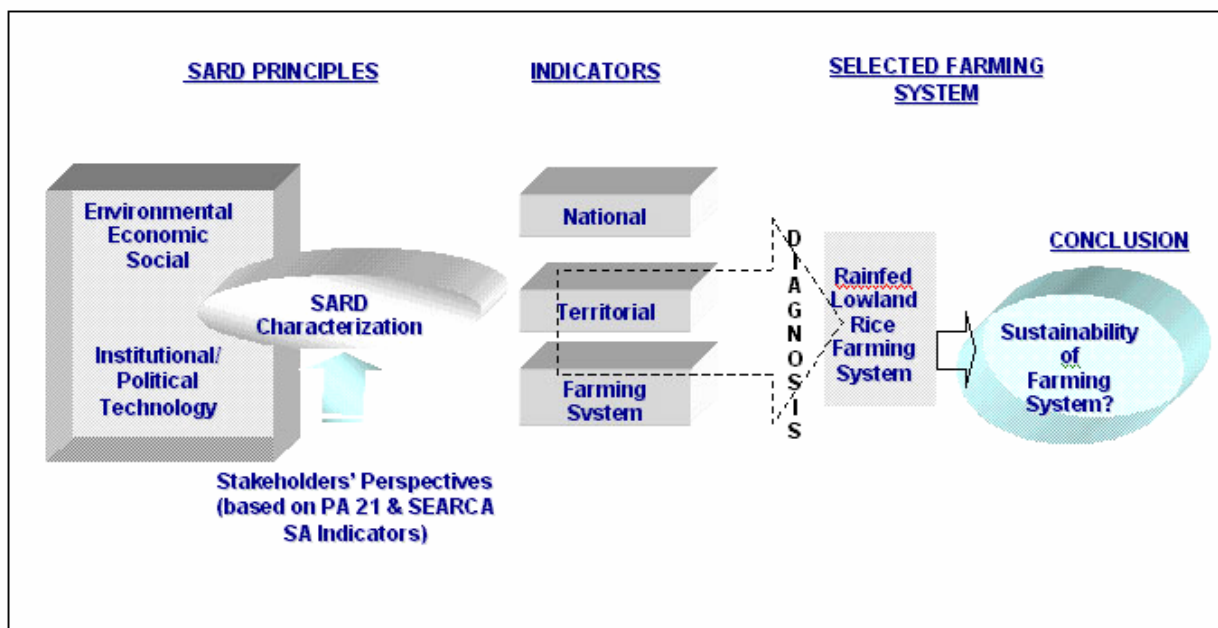 SARD PRINCIPLES
INDICATORS
SELECTED FARMING
SYSTEM
Environmental
Economic
Social
Institutional/
Political
Technology
SARD
Characterization
Stakeholders' Perspectives
(based on PA 21 & SEARCA
SA Indicators)
National
Territorial
Farming
System
DIAGNOSIS
Rainfed
Lowland
Rice
Farming
System
CONCLUSION
Sustainability
of
Farming
System?